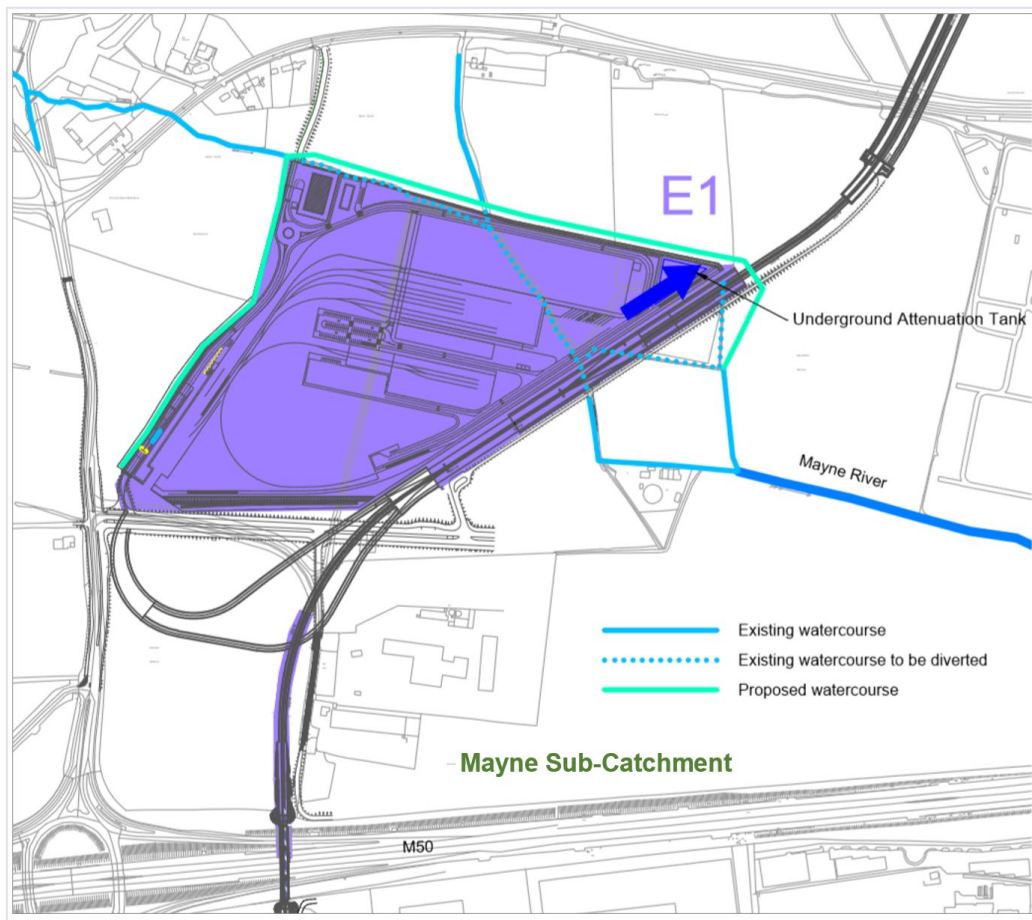 E1
Underground Attenuation Tank
Mayne River
Existing watercourse
Existing watercourse to be diverted
Proposed watercourse
Mayne Sub-Catchment
M50